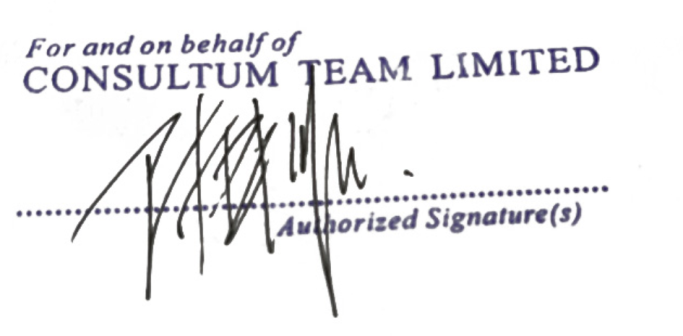 For and on behalf of
CONSULTUM TEAM LIMITED
Authorized Signature(s)